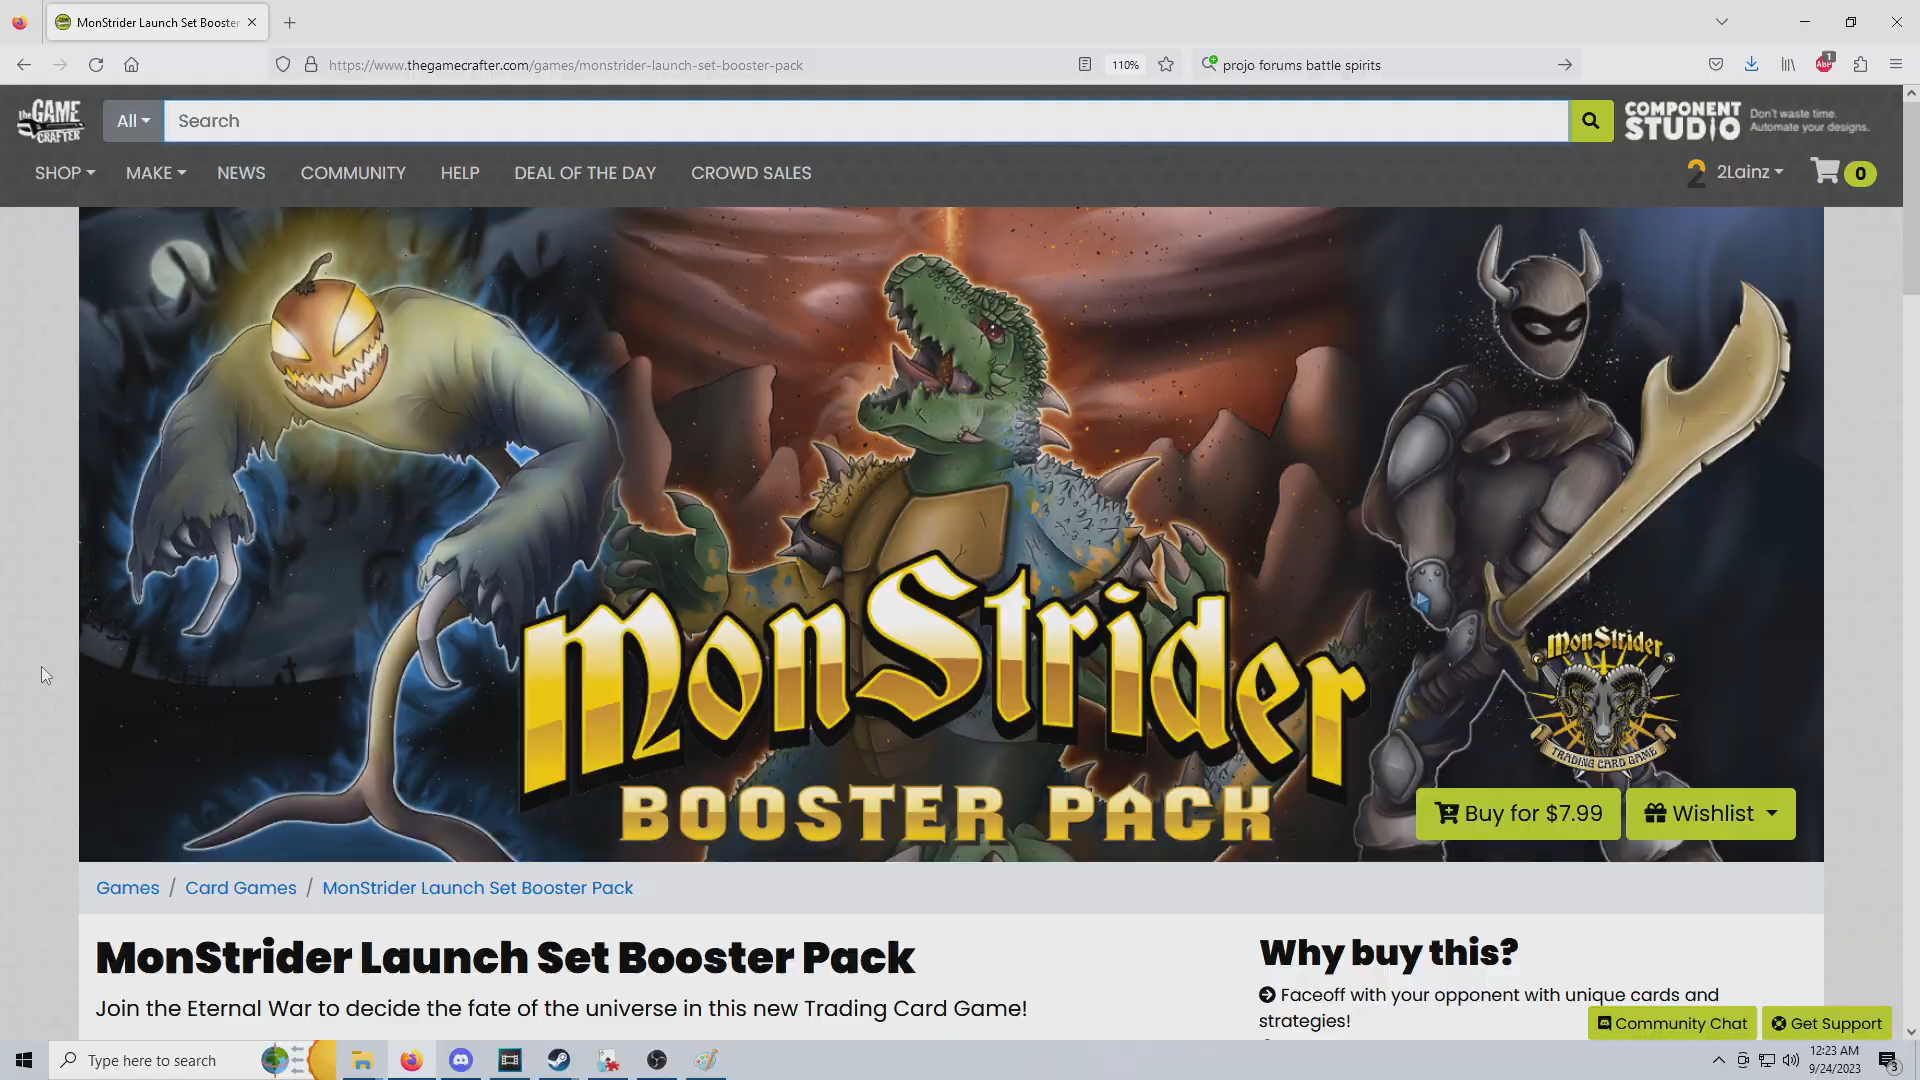 MonStrider Launch Set Booster
https://www.thegamecrafter.com/games/monstrider-launch-set-booster-pack
110%
projo forums battle spirits
ABP
1
the GAME CRAFTER
All
Search
COMPONENT STUDIO
Don't waste time.
Automate your designs.
SHOP
MAKE
NEWS
COMMUNITY
HELP
DEAL OF THE DAY
CROWD SALES
2Lainz
0
MonStrider
BOOSTER PACK
MonStrider
TRADING CARD GAME
Buy for $7.99
Wishlist
Games / Card Games / MonStrider Launch Set Booster Pack
MonStrider Launch Set Booster Pack
Join the Eternal War to decide the fate of the universe in this new Trading Card Game!
Why buy this?
Faceoff with your opponent with unique cards and
strategies!
Community Chat
Get Support
Type here to search
12:23 AM
9/24/2023
3